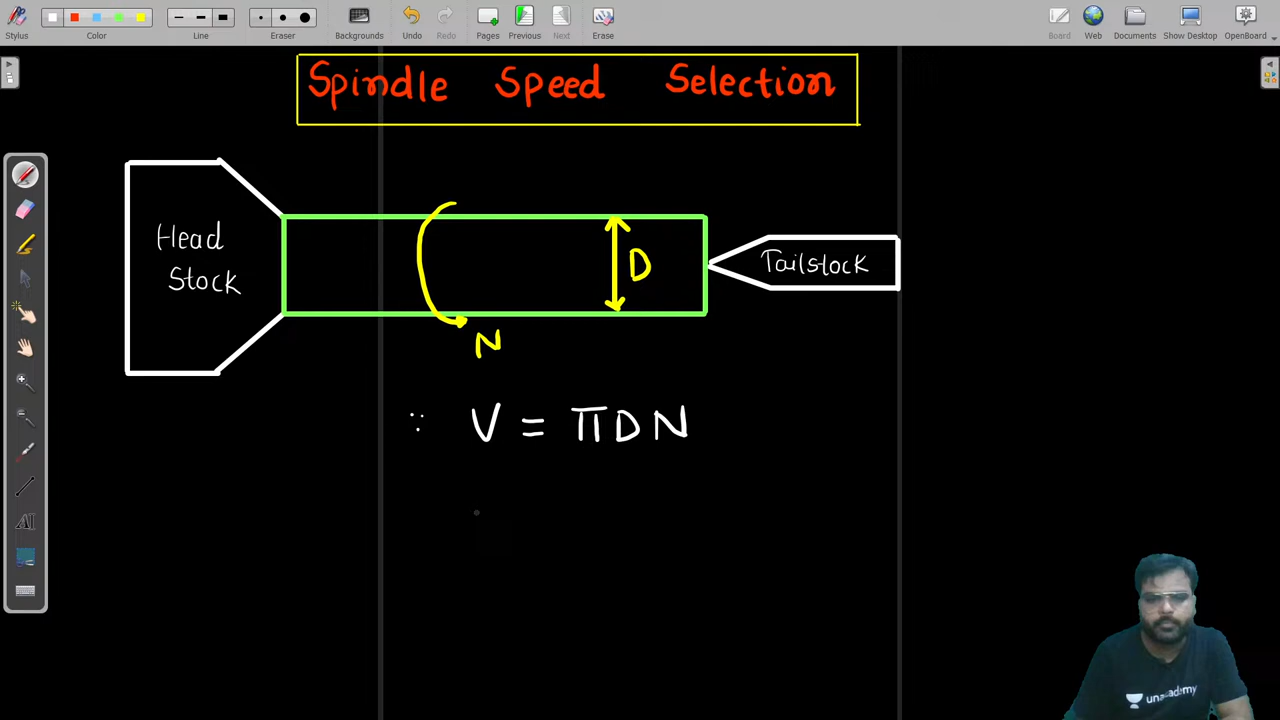 Stylus
Color
Line
Eraser
Backgrounds
Undo
Redo
Pages
Previous
Next
Erase
Board
Web
Documents
Show Desktop
OpenBoard
Spindle Speed Selection
Head
Stock
D
Tailstock
N
∵ V = πDN
unacademy